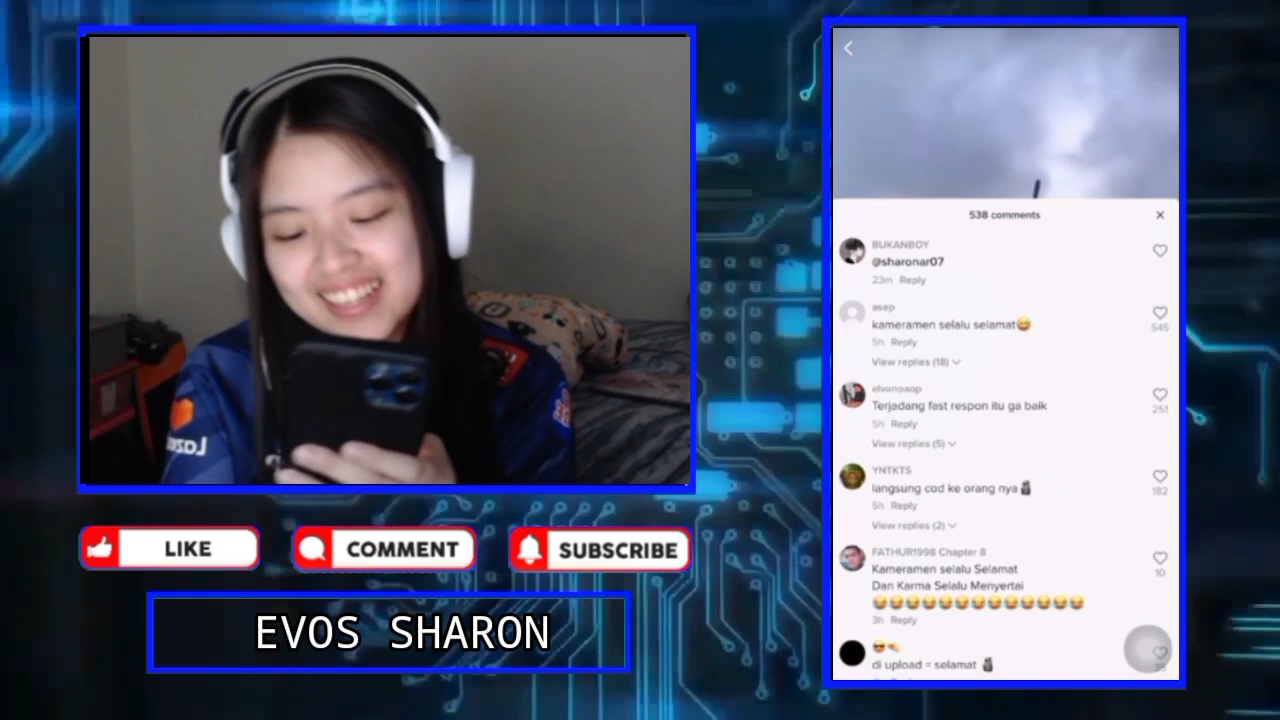 LIKE
COMMENT
SUBSCRIBE
EVOS SHARON
538 comments
BUKANBOY
@sharonar07
23m Reply
asep
kameramen selalu selamat😅
545
5h Reply
View replies (18)
elvanoaop
Terjadang fast respon itu ga baik
251
5h Reply
View replies (5)
YNTKTS
langsung cod ke orang nya🗿
182
5h Reply
View replies (2)
FATHUR1998 Chapter 8
Kameramen selalu Selamat
10
Dan Karma Selalu Menyertai
😂😂😂😂😂😂😂😂😂😂😂😂😂
3h Reply
di upload = selamat 🗿